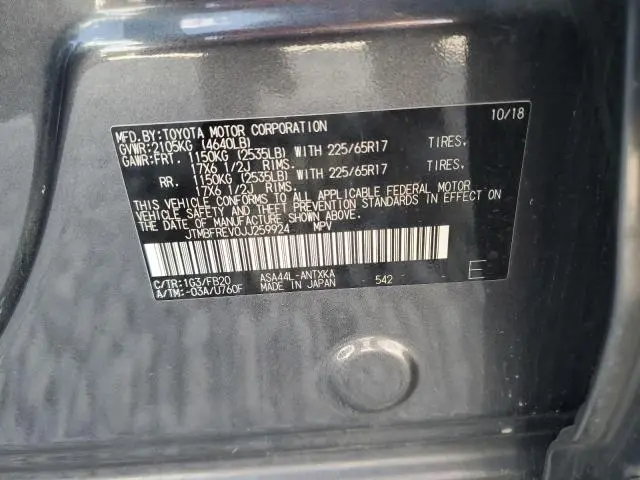 MFD.BY:TOYOTA MOTOR CORPORATION 10/18
GVWR:2105KG (4640LB)
GAWR:FRT. 1150KG (2535LB) WITH 225/65R17 TIRES,
17X6 1/2J RIMS.
RR. 1150KG (2535LB) WITH 225/65R17 TIRES,
17X6 1/2J RIMS.
THIS VEHICLE CONFORMS TO ALL APPLICABLE FEDERAL MOTOR
VEHICLE SAFETY AND THEFT PREVENTION STANDARDS IN EFFECT ON
THE DATE OF MANUFACTURE SHOWN ABOVE.
JTMBFREV0JJ259924 MPV
C/TR:1G3/FB20 ASA44L-ANTXKA
A/TM:-03A/U760F MADE IN JAPAN 542 E